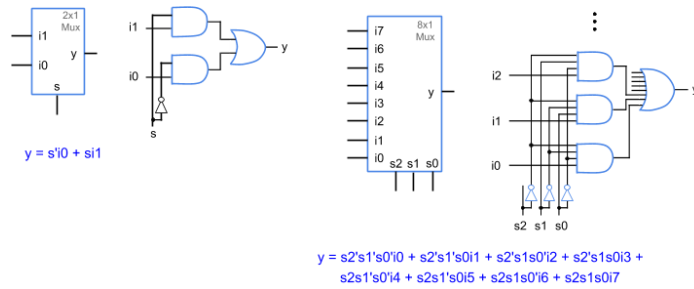 2x1
Mux
i1
i0
y
s
i1
i0
y
s
y = s'i0 + si1
8x1
Mux
i7
i6
i5
i4
i3
i2
i1
i0
y
s2 s1 s0
i2
i1
i0
y
s2 s1 s0
y = s2's1's0'i0 + s2's1's0i1 + s2's1s0'i2 + s2's1s0i3 +
s2s1's0'i4 + s2s1's0i5 + s2s1s0'i6 + s2s1s0i7